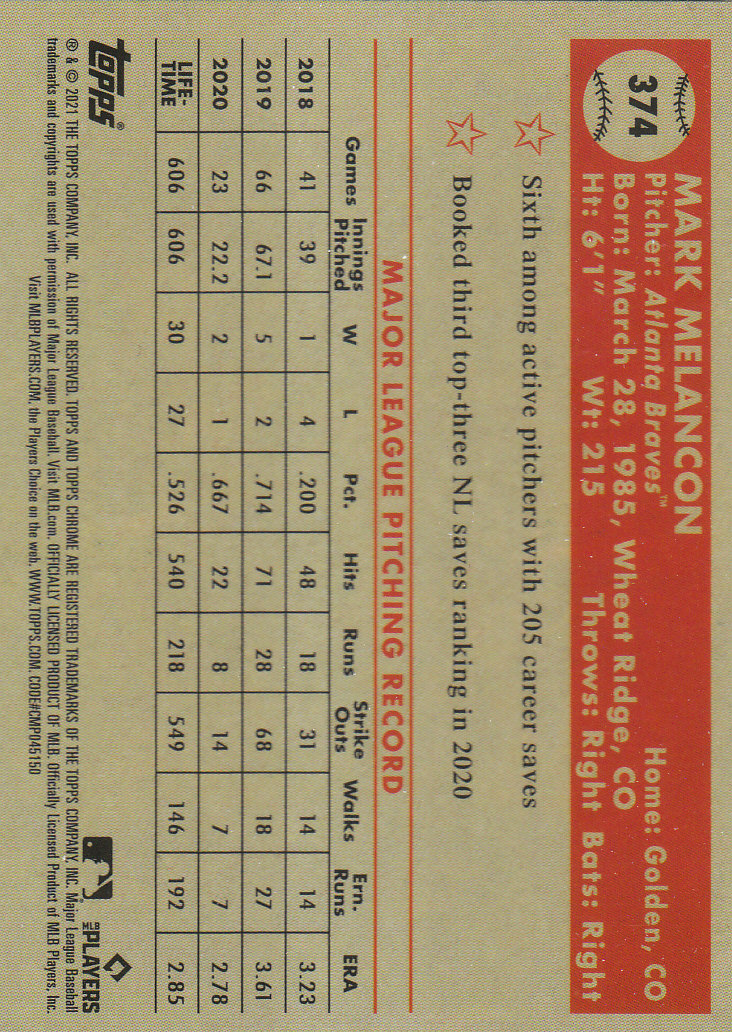 374
MARK MELANCON
Pitcher: Atlanta Braves™ Home: Golden, CO
Born: March 28, 1985, Wheat Ridge, CO
Ht: 6'1" Wt: 215 Throws: Right Bats: Right
Sixth among active pitchers with 205 career saves
Booked third top-three NL saves ranking in 2020
MAJOR LEAGUE PITCHING RECORD
Games Innings Pitched W L Pct. Hits Runs Strike Outs Walks Ern. Runs ERA
2018 41 39 1 4 .200 48 18 31 14 14 3.23
2019 66 67.1 5 2 .714 71 28 68 18 27 3.61
2020 23 22.2 2 1 .667 22 8 14 7 7 2.78
LIFE-TIME 606 606 30 27 .526 540 218 549 146 192 2.85
topps®
MLB PLAYERS
® & © 2021 THE TOPPS COMPANY, INC. ALL RIGHTS RESERVED. TOPPS AND TOPPS CHROME ARE REGISTERED TRADEMARKS OF THE TOPPS COMPANY, INC. Major League Baseball
trademarks and copyrights are used with permission of Major League Baseball. Visit MLB.com. OFFICIALLY LICENSED PRODUCT OF MLB. Officially Licensed Product of MLB Players, Inc.
Visit MLBPLAYERS.COM, the Players Choice on the web. WWW.TOPPS.COM. CODE#CMP045150